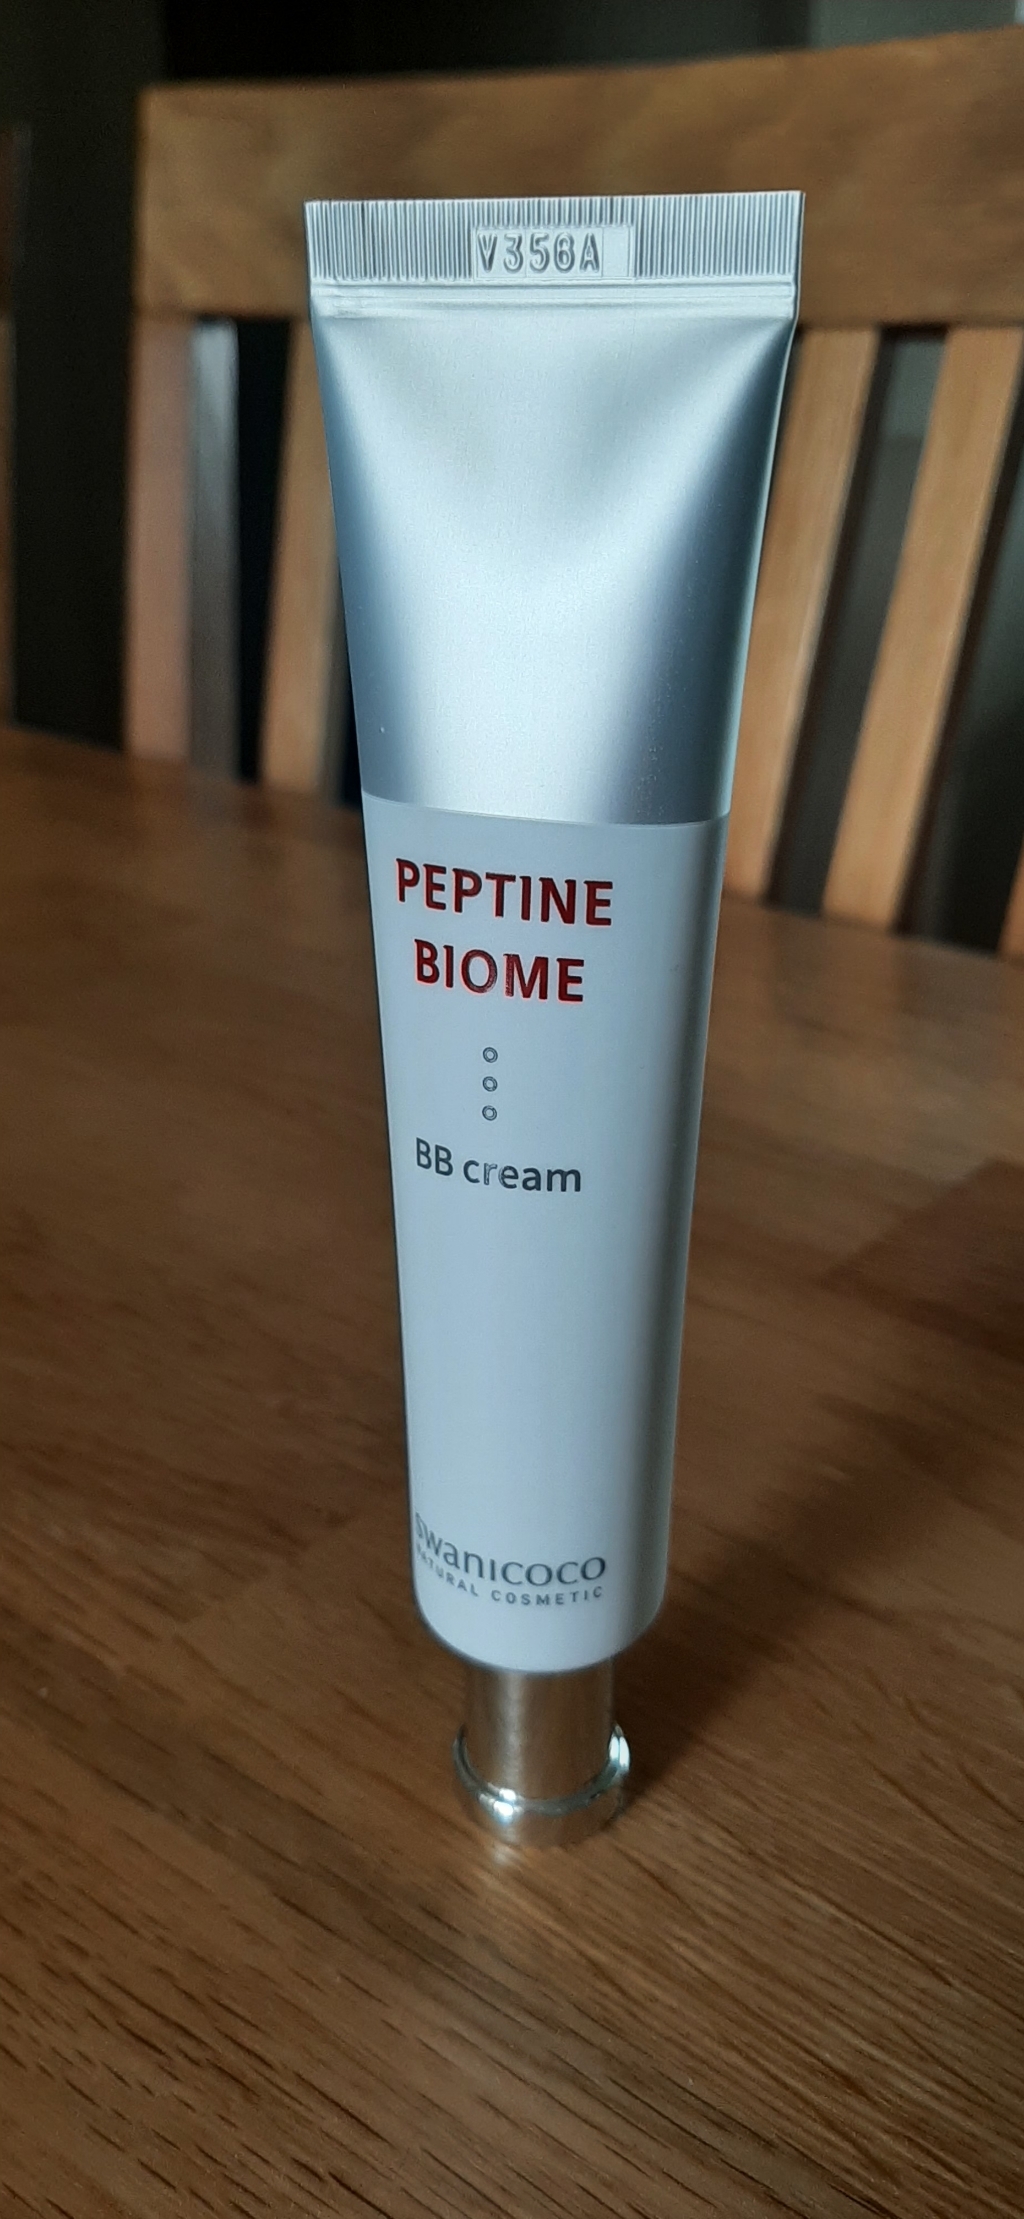 V356A
PEPTINE
BIOME
BB cream
swanicoco
NATURAL COSMETIC